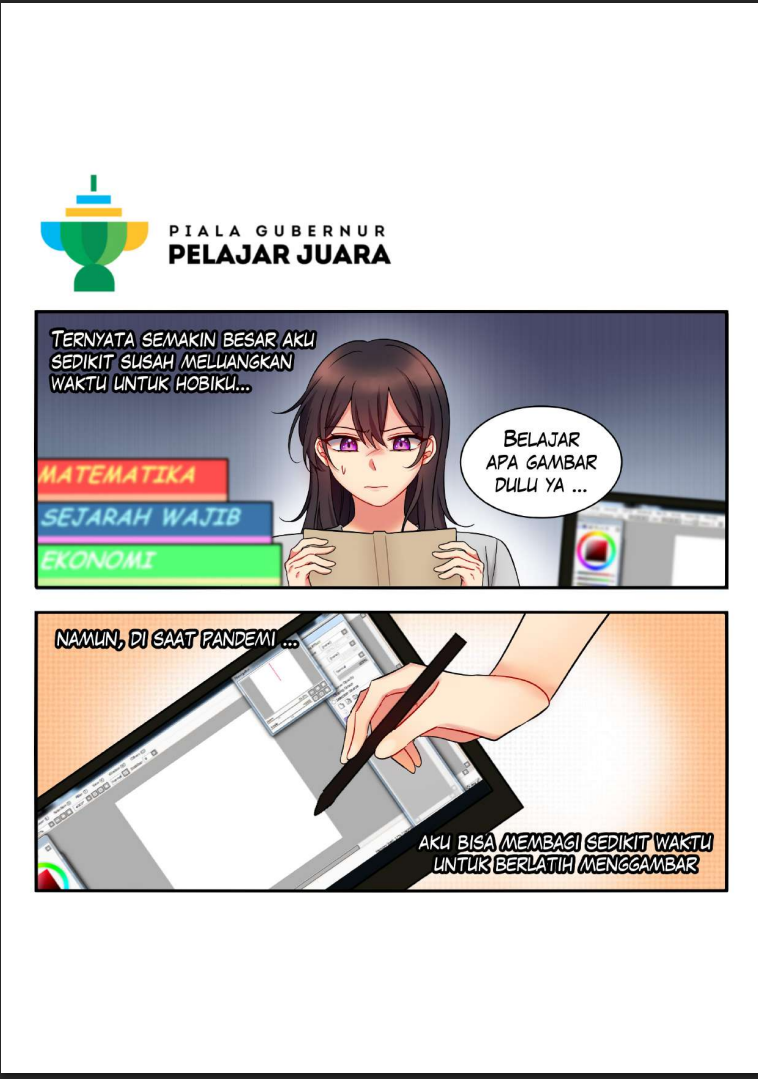 PIALA GUBERNUR
PELAJAR JUARA
TERNYATA SEMAKIN BESAR AKU
SEDIKIT SUSAH MELUANGKAN
WAKTU UNTUK HOBIKU...
BELAJAR
APA GAMBAR
DULU YA ...
MATEMATIKA
SEJARAH WAJIB
EKONOMI
NAMUN, DI SAAT PANDEMI ...
AKU BISA MEMBAGI SEDIKIT WAKTU
UNTUK BERLATIH MENGGAMBAR